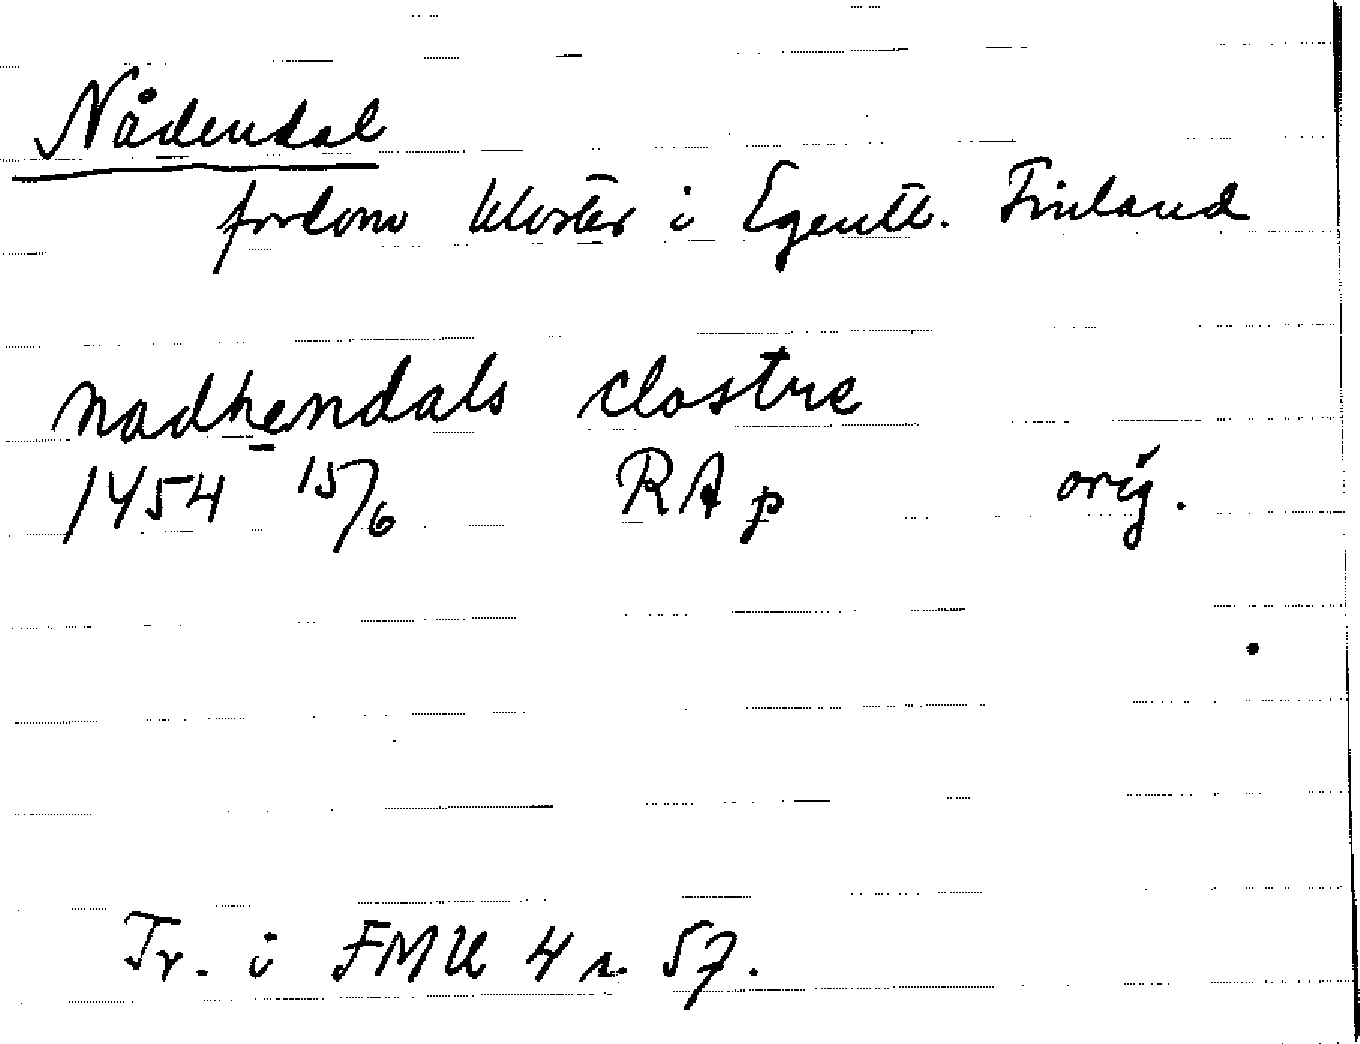 Nådendal
fordom kloster i Egentl. Finland
nadhendals clostre
1454 15/6 RA p orig.
Tr. i FMU 4 s. 57.